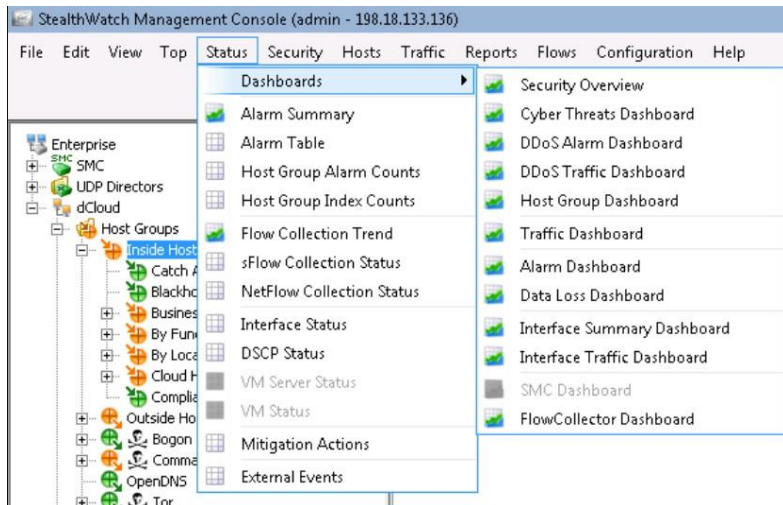 StealthWatch Management Console (admin - 198.18.133.136)
File Edit View Top Status Security Hosts Traffic Reports Flows Configuration Help
Enterprise
SMC
SMC
UDP Directors
dCloud
Host Groups
Inside Host
Catch
Blackho
Busines
By Fun
By Loca
Cloud
Complia
Outside Ho
Bogon
Comma
OpenDNS
Tor
Dashboards
Alarm Summary
Alarm Table
Host Group Alarm Counts
Host Group Index Counts
Flow Collection Trend
sFlow Collection Status
NetFlow Collection Status
Interface Status
DSCP Status
VM Server Status
VM Status
Mitigation Actions
External Events
Security Overview
Cyber Threats Dashboard
DDoS Alarm Dashboard
DDoS Traffic Dashboard
Host Group Dashboard
Traffic Dashboard
Alarm Dashboard
Data Loss Dashboard
Interface Summary Dashboard
Interface Traffic Dashboard
SMC Dashboard
FlowCollector Dashboard